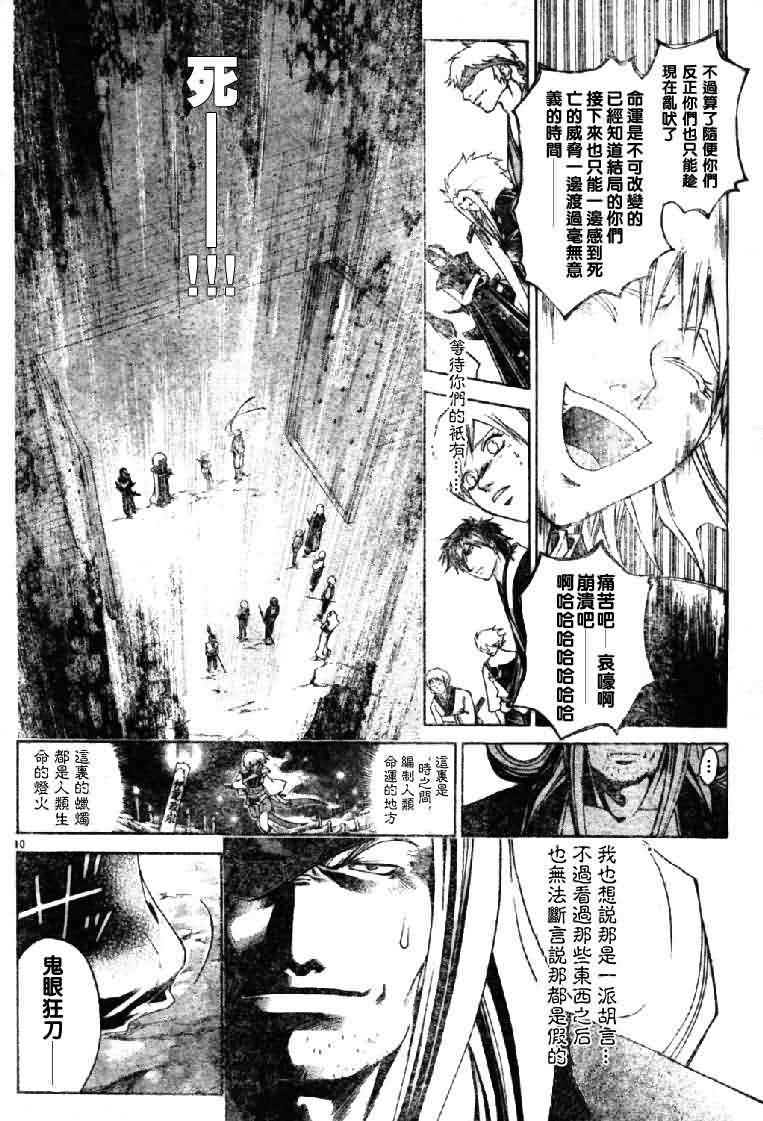 不過算了隨便你們
反正你們也只能趁
現在亂吠了
命運是不可改變的
已經知道結局的你們
接下來也只能一邊感到死
亡的威脅一邊渡過毫無意
義的時間——
等待你們的祇有……
死——!!!
痛苦吧——哀嚎啊
崩潰吧——
啊哈哈哈哈哈哈哈
…
這裏是
『時之間』
編制人類
命運的地方
這裏的蠟燭
都是人類生
命的燈火
我也想說那是一派胡言…
不過看過那些東西之后
也無法斷言說那都是假的
10
鬼眼狂刀——